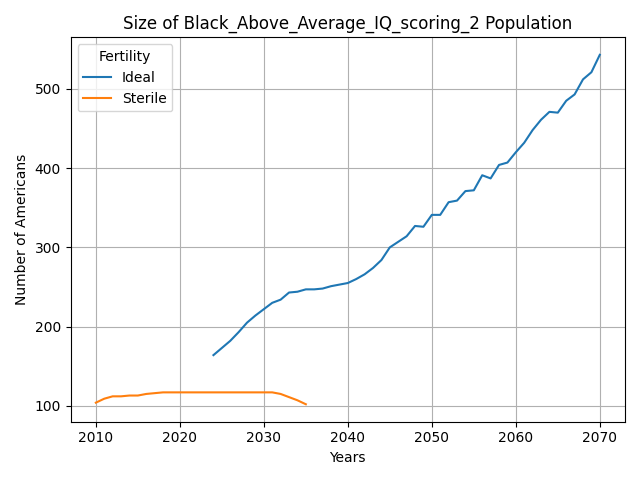 Size of Black_Above_Average_IQ_scoring_2 Population
Fertility
Ideal
Sterile
Number of Americans
500
400
300
200
100
2010
2020
2030
2040
2050
2060
2070
Years